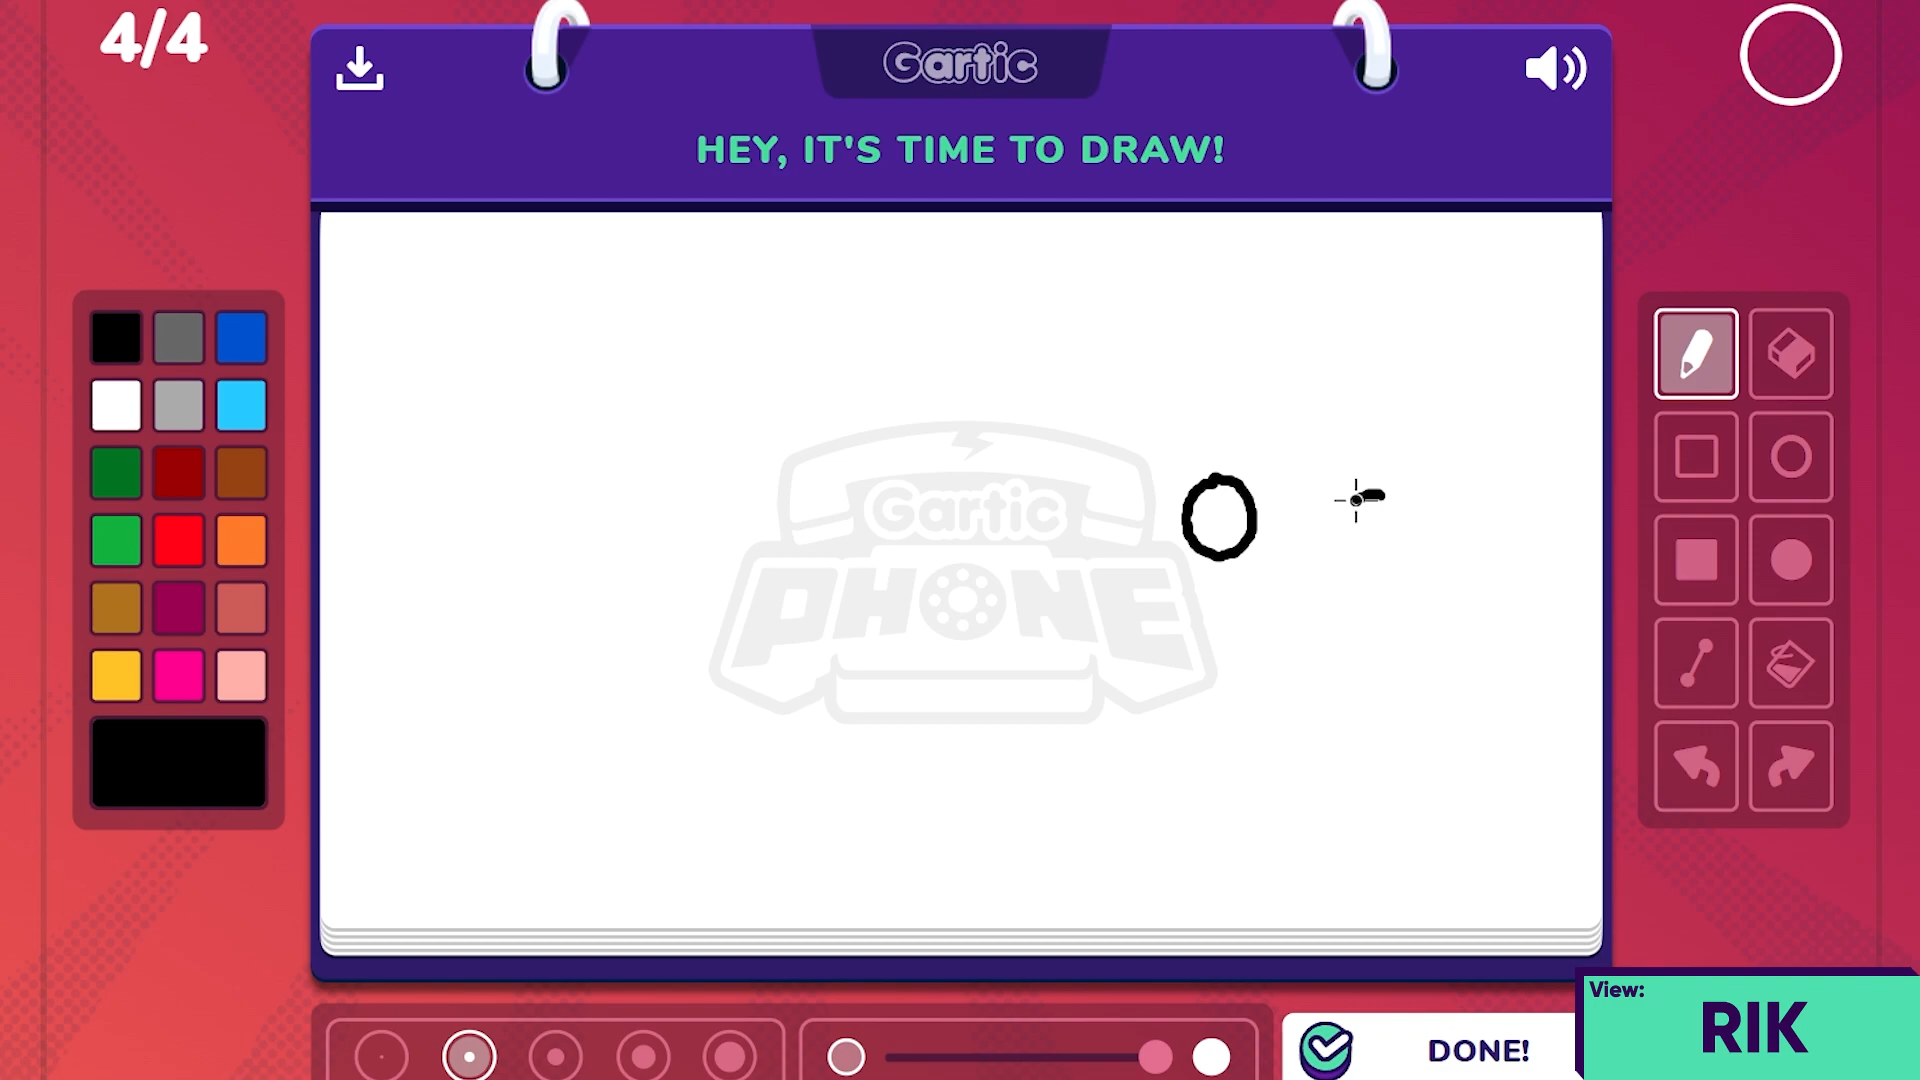 4/4
Gartic
HEY, IT'S TIME TO DRAW!
Gartic
PHONE
DONE!
View:
RIK